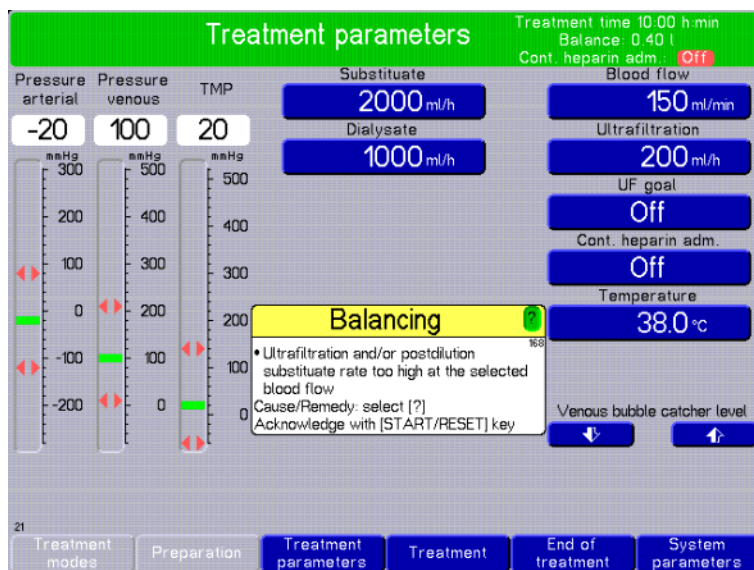 Treatment parameters
Treatment time 10:00 h:min
Balance: 0.40 l
Cont. heparin adm.: Off
Pressure arterial
Pressure venous
TMP
-20
100
20
mmHg
300
200
100
0
-100
-200
mmHg
500
400
300
200
100
0
mmHg
500
400
300
200
100
0
Substituate
2000 ml/h
Dialysate
1000 ml/h
Blood flow
150 ml/min
Ultrafiltration
200 ml/h
UF goal
Off
Cont. heparin adm.
Off
Temperature
38.0 °C
Balancing ?
168
• Ultrafiltration and/or postdilution
substituate rate too high at the selected
blood flow
Cause/Remedy: select [?]
Acknowledge with [START/RESET] key
Venous bubble catcher level
21
Treatment modes
Preparation
Treatment parameters
Treatment
End of treatment
System parameters